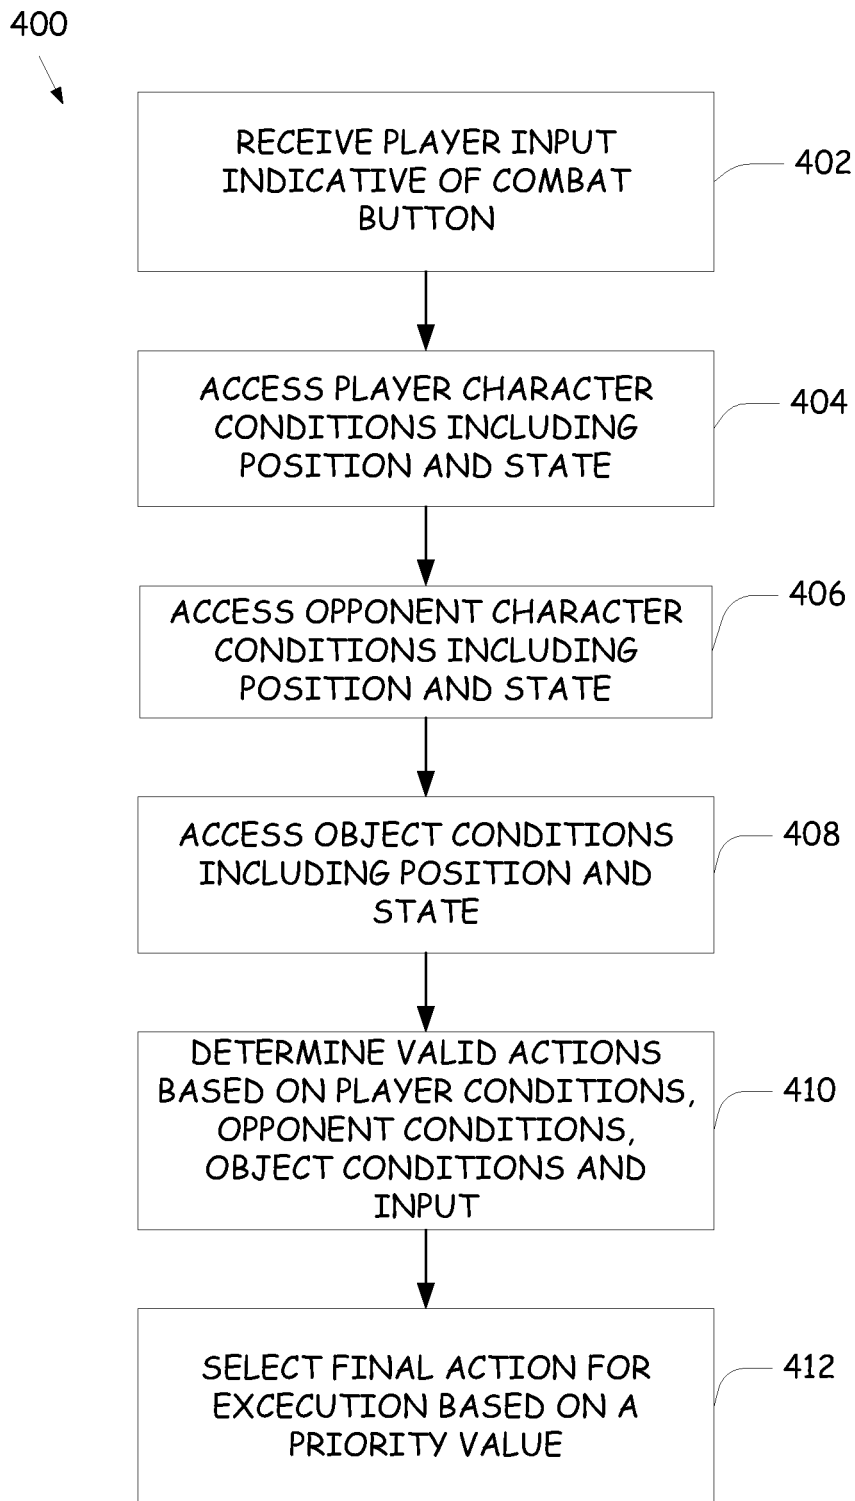 400
RECEIVE PLAYER INPUT
INDICATIVE OF COMBAT
BUTTON
402
ACCESS PLAYER CHARACTER
CONDITIONS INCLUDING
POSITION AND STATE
404
ACCESS OPPONENT CHARACTER
CONDITIONS INCLUDING
POSITION AND STATE
406
ACCESS OBJECT CONDITIONS
INCLUDING POSITION AND
STATE
408
DETERMINE VALID ACTIONS
BASED ON PLAYER CONDITIONS,
OPPONENT CONDITIONS,
OBJECT CONDITIONS AND
INPUT
410
SELECT FINAL ACTION FOR
EXCECUTION BASED ON A
PRIORITY VALUE
412